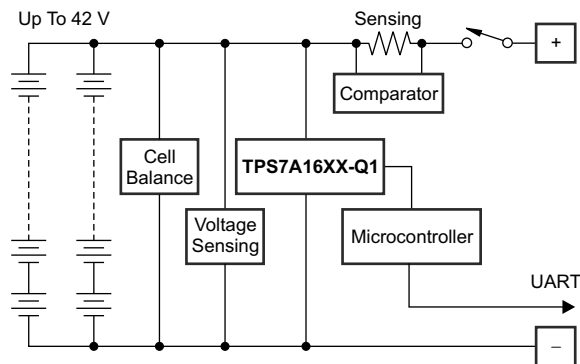 Up To 42 V
Sensing
+
Comparator
Cell
Balance
TPS7A16XX-Q1
Voltage
Sensing
Microcontroller
UART
–